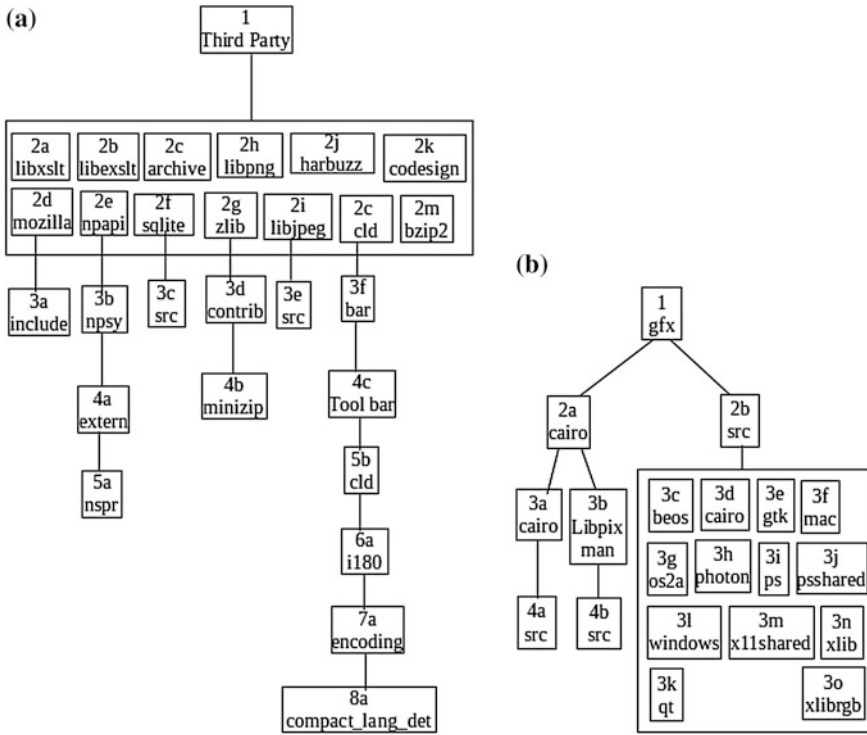 (a)
1
Third Party
2a
libxslt
2b
libexslt
2c
archive
2h
libpng
2j
harbuzz
2k
codesign
2d
mozilla
2e
npapi
2f
sqlite
2g
zlib
2i
libjpeg
2c
cld
2m
bzip2
3a
include
3b
npsy
3c
src
3d
contrib
3e
src
3f
bar
4a
extern
4b
minizip
4c
Tool bar
5a
nspr
5b
cld
6a
i180
7a
encoding
8a
compact_lang_det
(b)
1
gfx
2a
cairo
2b
src
3a
cairo
3b
Libpix
man
4a
src
4b
src
3c
beos
3d
cairo
3e
gtk
3f
mac
3g
os2a
3h
photon
3i
ps
3j
psshared
3l
windows
3m
x11shared
3n
xlib
3k
qt
3o
xlibrgb